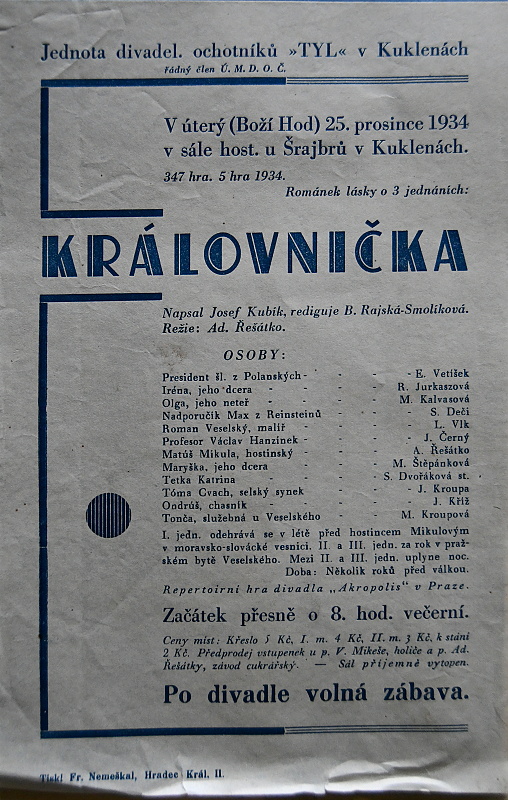 Jednota divadel. ochotníků »TYL« v Kuklenách
řádný člen Ú. M. D. O. Č.
V úterý (Boží Hod) 25. prosince 1934
v sále host. u Šrajbrů v Kuklenách.
347 hra. 5 hra 1934.
Románek lásky o 3 jednáních:
KRÁLOVNIČKA
Napsal Josef Kubík, rediguje B. Rajská-Smolíková.
Režie: Ad. Řešátko.
OSOBY:
President šl. z Polanských - - - - E. Vetišek
Iréna, jeho dcera - - - - R. Jurkaszová
Olga, jeho neteř - - - - M. Kalvasová
Nadporučík Max z Reinsteinů - - - S. Deči
Roman Veselský, malíř - - - - L. Vlk
Profesor Václav Hanzinek - - - - J. Černý
Matúš Mikula, hostinský - - - - A. Řešátko
Maryška, jeho dcera - - - - M. Štěpánková
Tetka Katrina - - - - S. Dvořáková st.
Tóma Cvach, selský synek - - - - J. Kroupa
Ondrúš, chasník - - - - J. Kříž
Tonča, služebná u Veselského - - - M. Kroupová
I. jedn. odehrává se v létě před hostincem Mikulovým
v moravsko-slovácké vesnici. II. a III. jedn. za rok v praž-
ském bytě Veselského. Mezi II. a III. jedn. uplyne noc.
Doba: Několik roků před válkou.
Repertoirní hra divadla „Akropolis" v Praze.
Začátek přesně o 8. hod. večerní.
Ceny míst: Křeslo 5 Kč, I. m. 4 Kč, II. m. 3 Kč, k stání
2 Kč. Předprodej vstupenek u p. V. Mikeše, holiče a p. Ad.
Řešátky, závod cukrářský. — Sál příjemně vytopen.
Po divadle volná zábava.
Tiskl Fr. Nemeškal, Hradec Král. II.